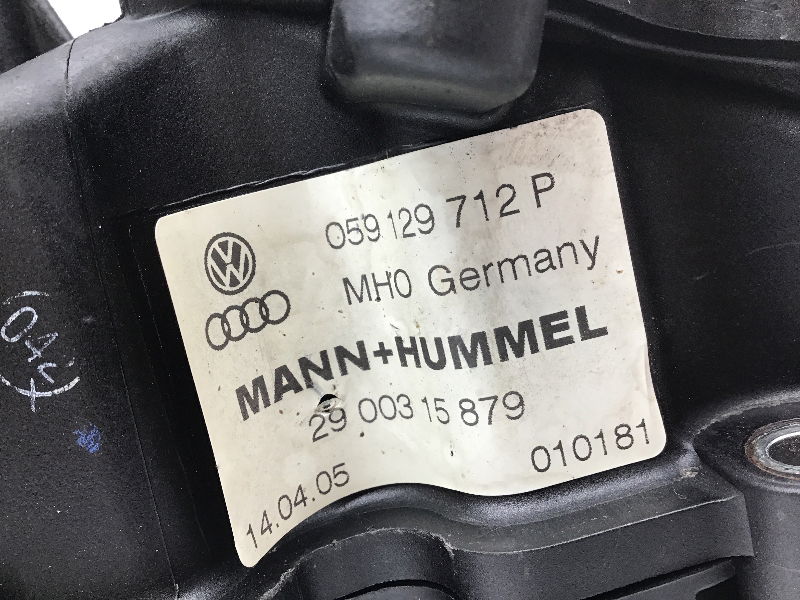 059 129 712 P
MH0 Germany
MANN+HUMMEL
29 003 15 879
14.04.05 010181